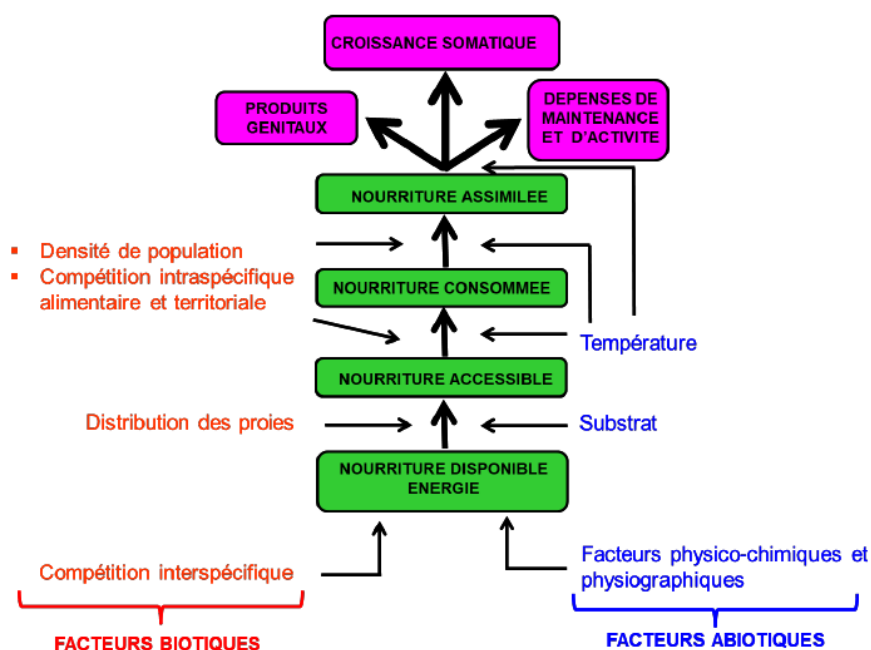 CROISSANCE SOMATIQUE
PRODUITS
GENITAUX
DEPENSES DE
MAINTENANCE
ET D'ACTIVITE
NOURRITURE ASSIMILEE
▪ Densité de population
▪ Compétition intraspécifique
alimentaire et territoriale
NOURRITURE CONSOMMEE
Température
NOURRITURE ACCESSIBLE
Distribution des proies
Substrat
NOURRITURE DISPONIBLE
ENERGIE
Compétition interspécifique
Facteurs physico-chimiques et
physiographiques
FACTEURS BIOTIQUES
FACTEURS ABIOTIQUES